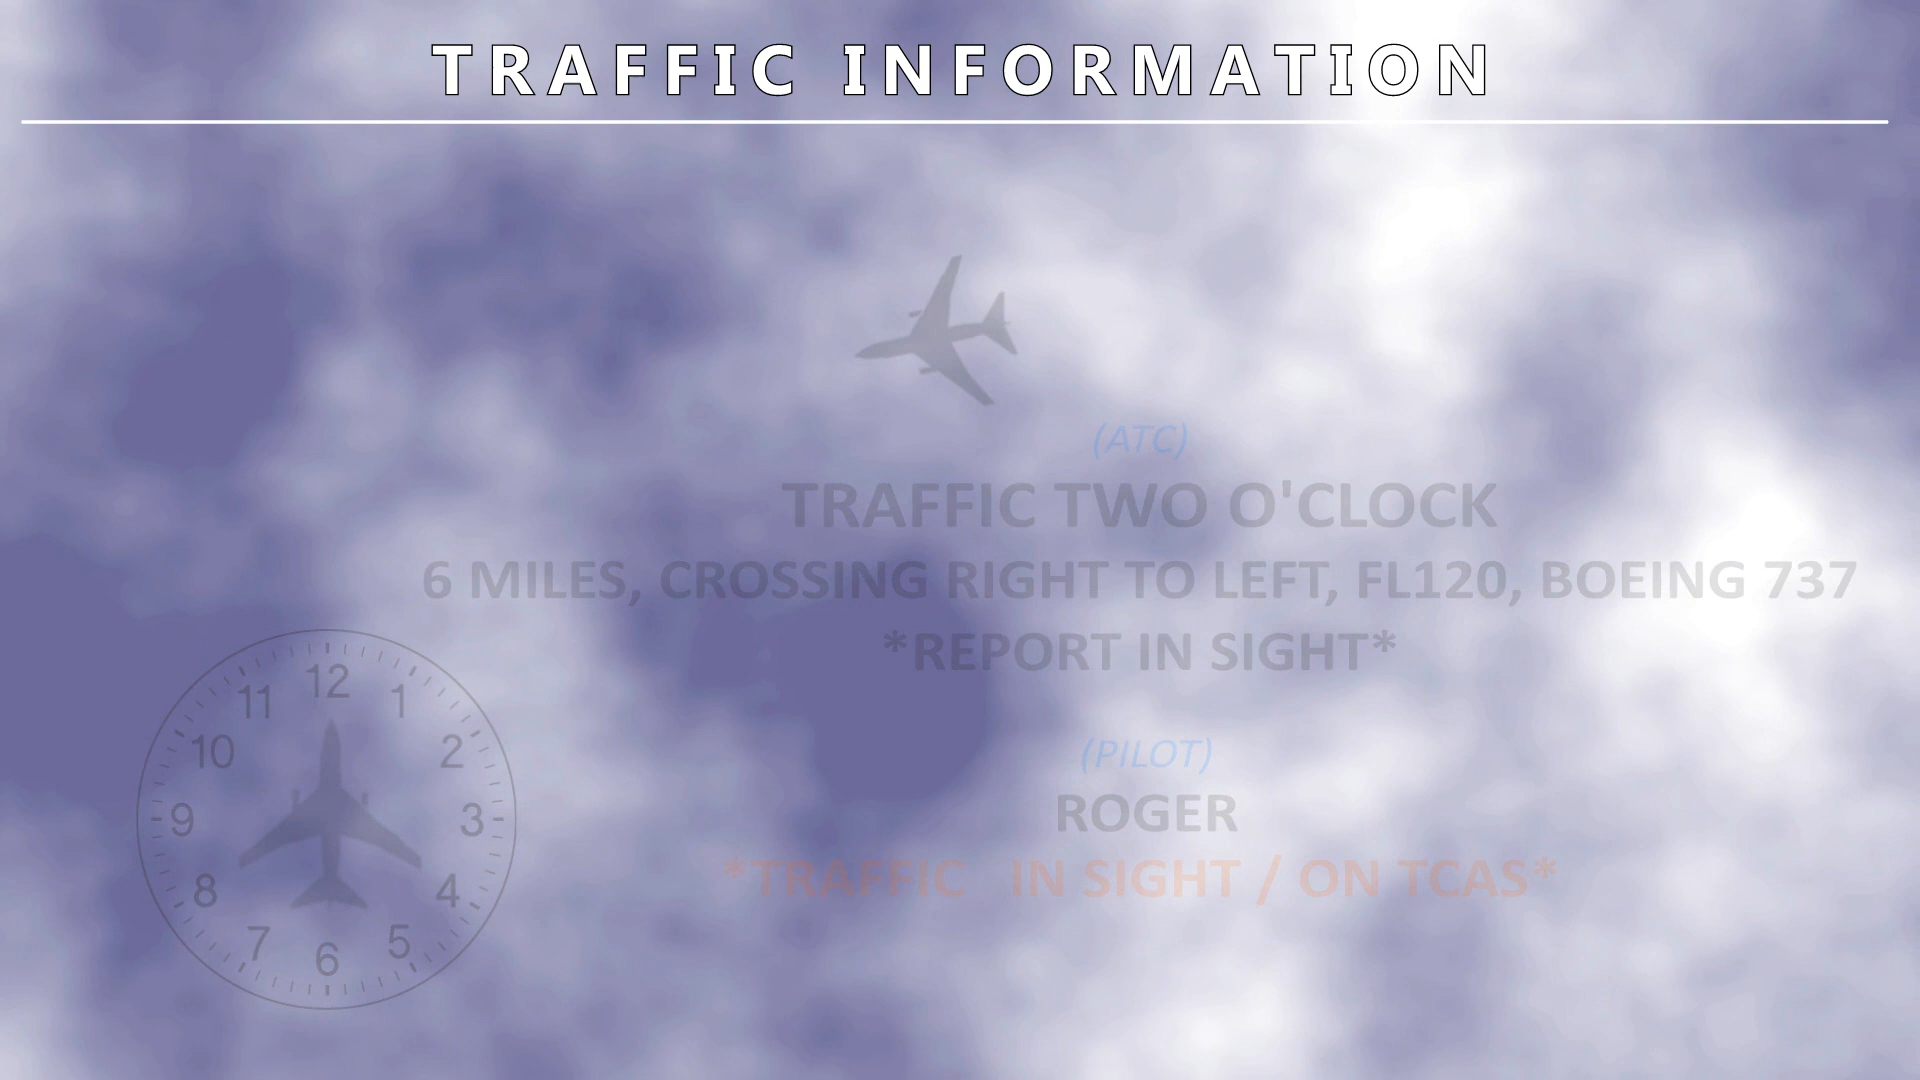 TRAFFIC INFORMATION
(ATC)
TRAFFIC TWO O'CLOCK
6 MILES, CROSSING RIGHT TO LEFT, FL120, BOEING 737
*REPORT IN SIGHT*
(PILOT)
ROGER
*TRAFFIC IN SIGHT / ON TCAS*
12
11 1
10 2
9 3
8 4
7 5
6